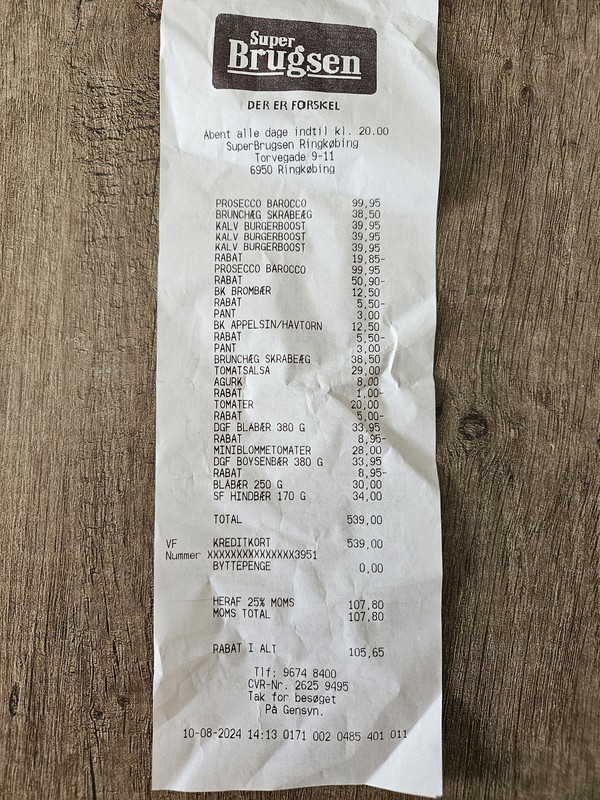 Super
Brugsen
DER ER FORSKEL
Åbent alle dage indtil kl. 20.00
SuperBrugsen Ringkøbing
Torvegade 9-11
6950 Ringkøbing
PROSECCO BAROCCO 99,95
BRUNCHÆG SKRABEÆG 38,50
KALV BURGERBOOST 39,95
KALV BURGERBOOST 39,95
KALV BURGERBOOST 39,95
RABAT 19,85-
PROSECCO BAROCCO 99,95
RABAT 50,90-
BK BROMBÆR 12,50
RABAT 5,50-
PANT 3,00
BK APPELSIN/HAVTORN 12,50
RABAT 5,50-
PANT 3,00
BRUNCHÆG SKRABEÆG 38,50
TOMATSALSA 29,00
AGURK 8,00
RABAT 1,00-
TOMATER 20,00
RABAT 5,00-
DGF BLABÆR 380 G 33,95
RABAT 8,95-
MINIBLOMMETOMATER 28,00
DGF BOYSENBÆR 380 G 33,95
RABAT 8,95-
BLABÆR 250 G 30,00
SF HINDBÆR 170 G 34,00
TOTAL 539,00
VF KREDITKORT 539,00
Nummer XXXXXXXXXXXXXXX3951
BYTTEPENGE 0,00
HERAF 25% MOMS 107,80
MOMS TOTAL 107,80
RABAT I ALT 105,65
Tlf: 9674 8400
CVR-Nr. 2625 9495
Tak for besøget
På Gensyn.
10-08-2024 14:13 0171 002 0485 401 011